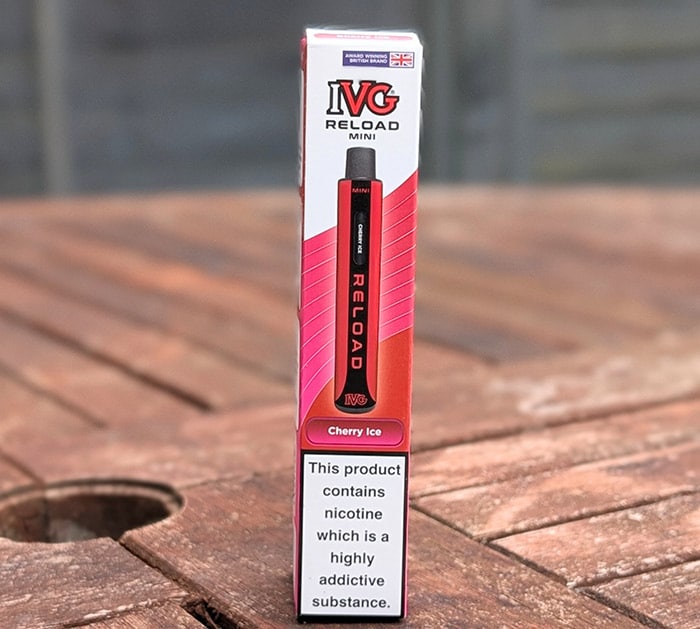 AWARD WINNING
BRITISH BRAND
IVG
RELOAD
MINI
MINI
CHERRY ICE
RELOAD
IVG
Cherry Ice
This product
contains
nicotine
which is a
highly
addictive
substance.